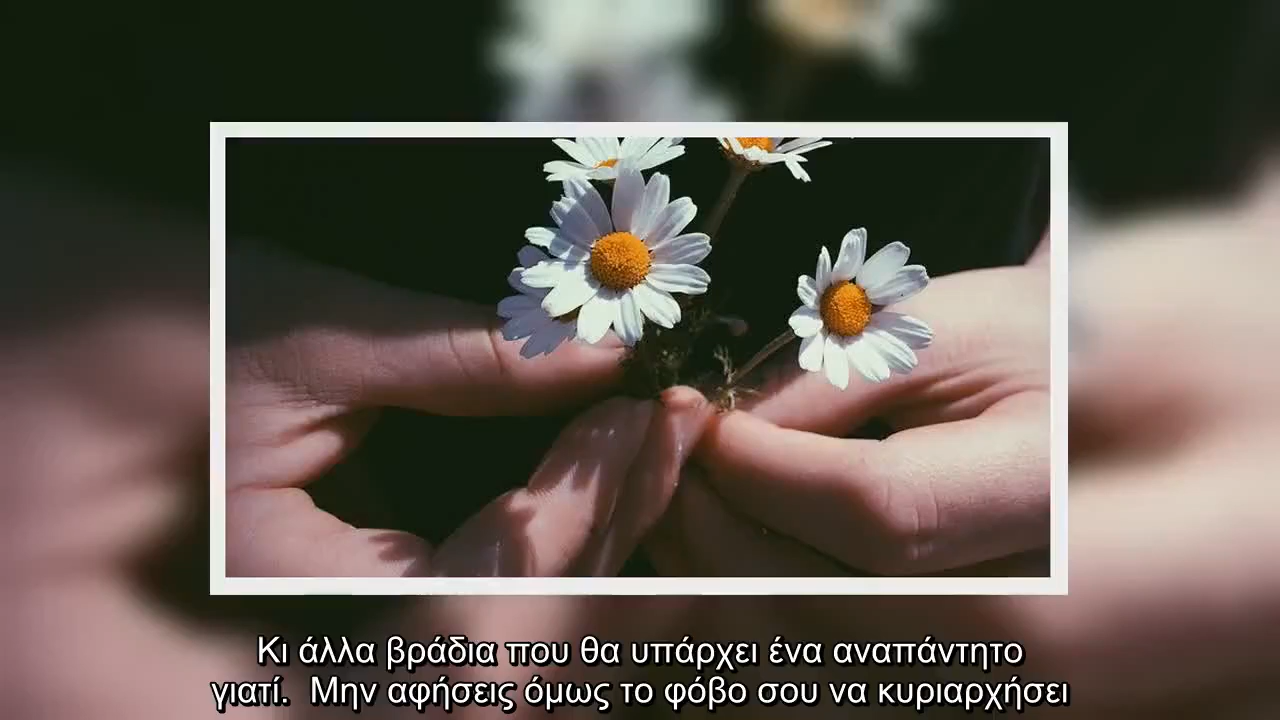 Κι άλλα βράδια που θα υπάρχει ένα αναπάντητο
γιατί.  Μην αφήσεις όμως το φόβο σου να κυριαρχήσει